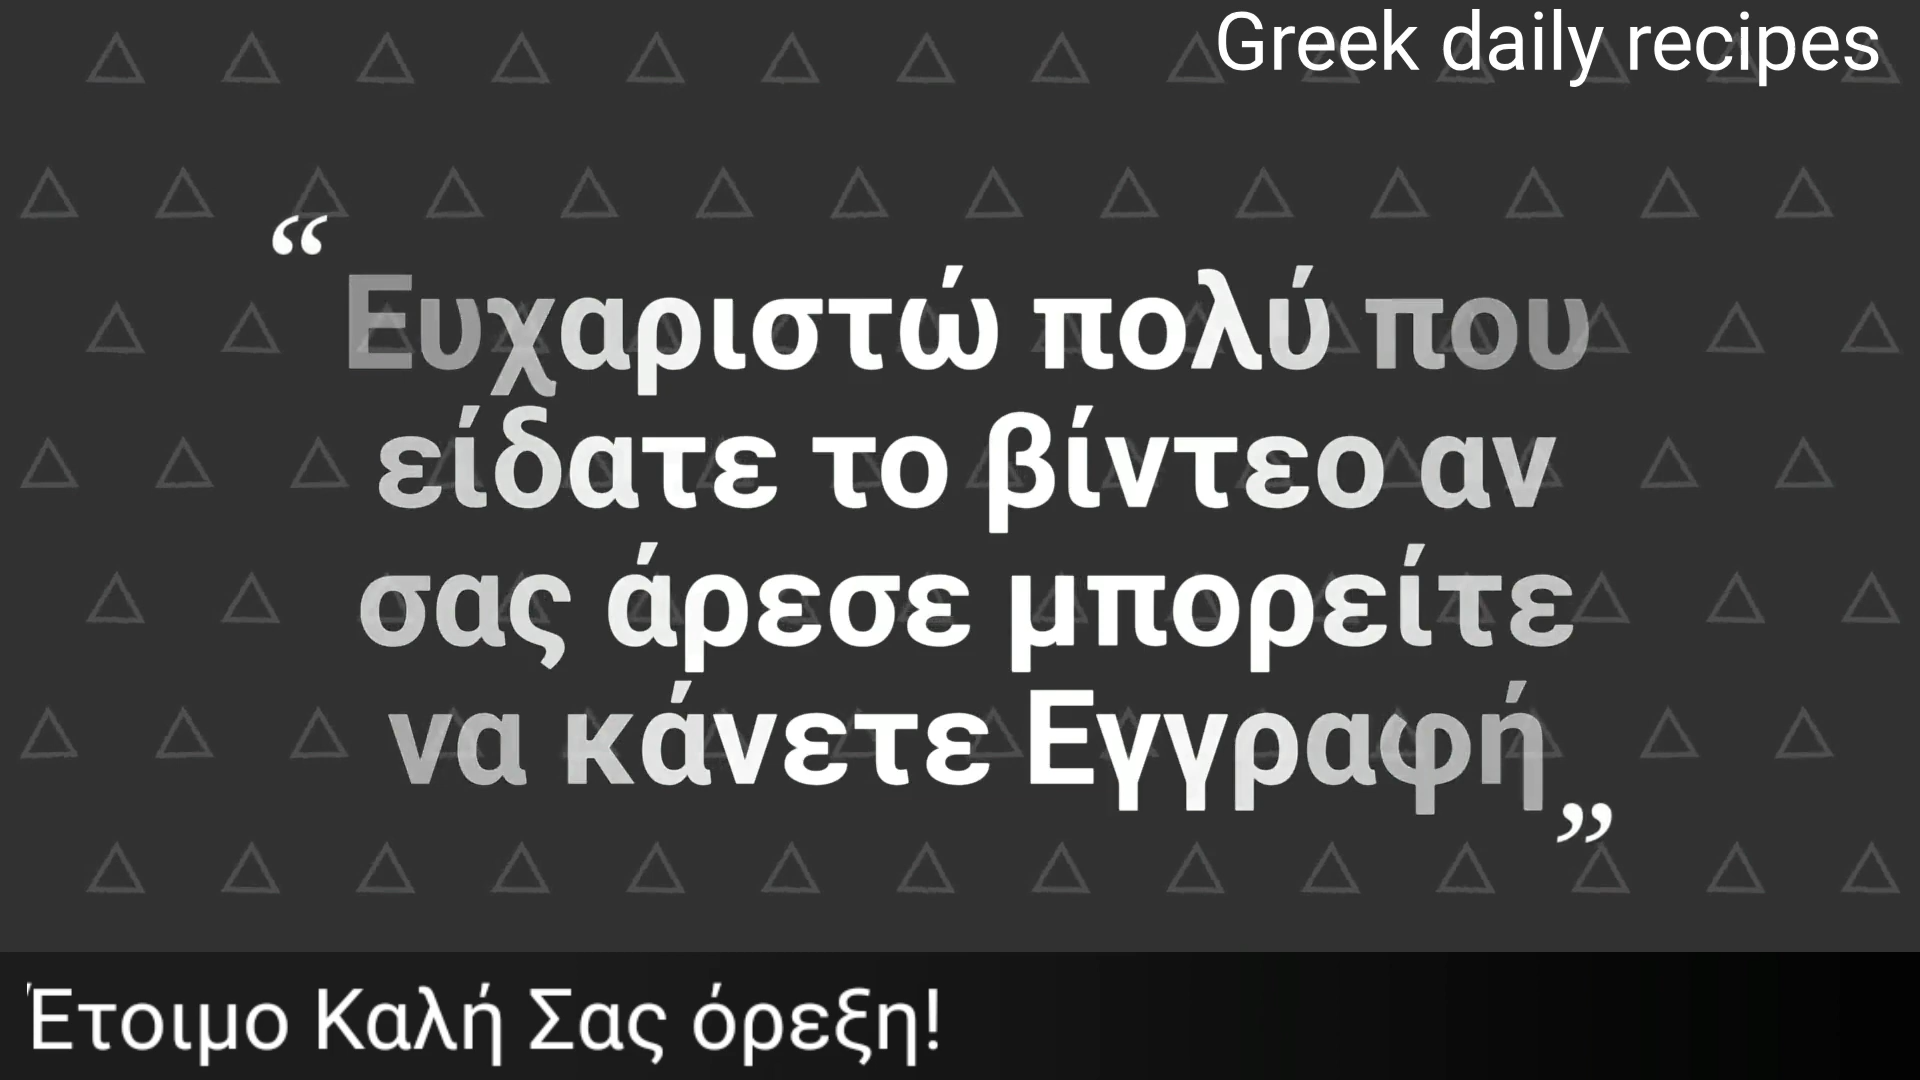 Greek daily recipes
“Ευχαριστώ πολύ που
είδατε το βίντεο αν
σας άρεσε μπορείτε
να κάνετε Εγγραφή”
Έτοιμο Καλή Σας όρεξη!